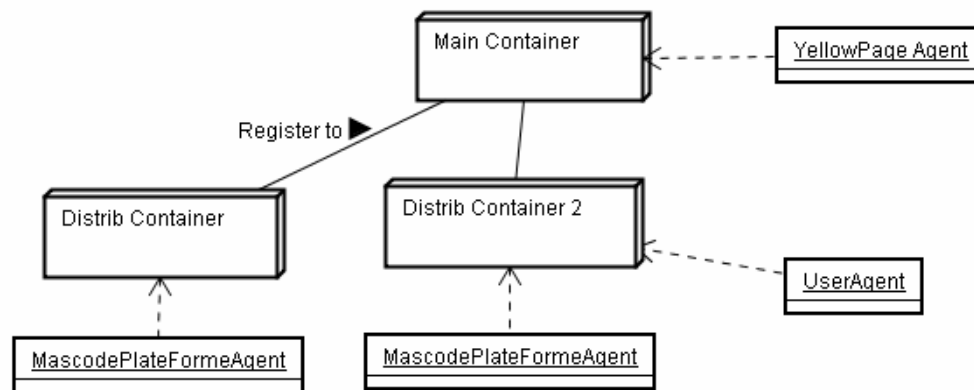 Main Container
YellowPage Agent
Register to ▶
Distrib Container
Distrib Container 2
UserAgent
MascodePlateFormeAgent
MascodePlateFormeAgent